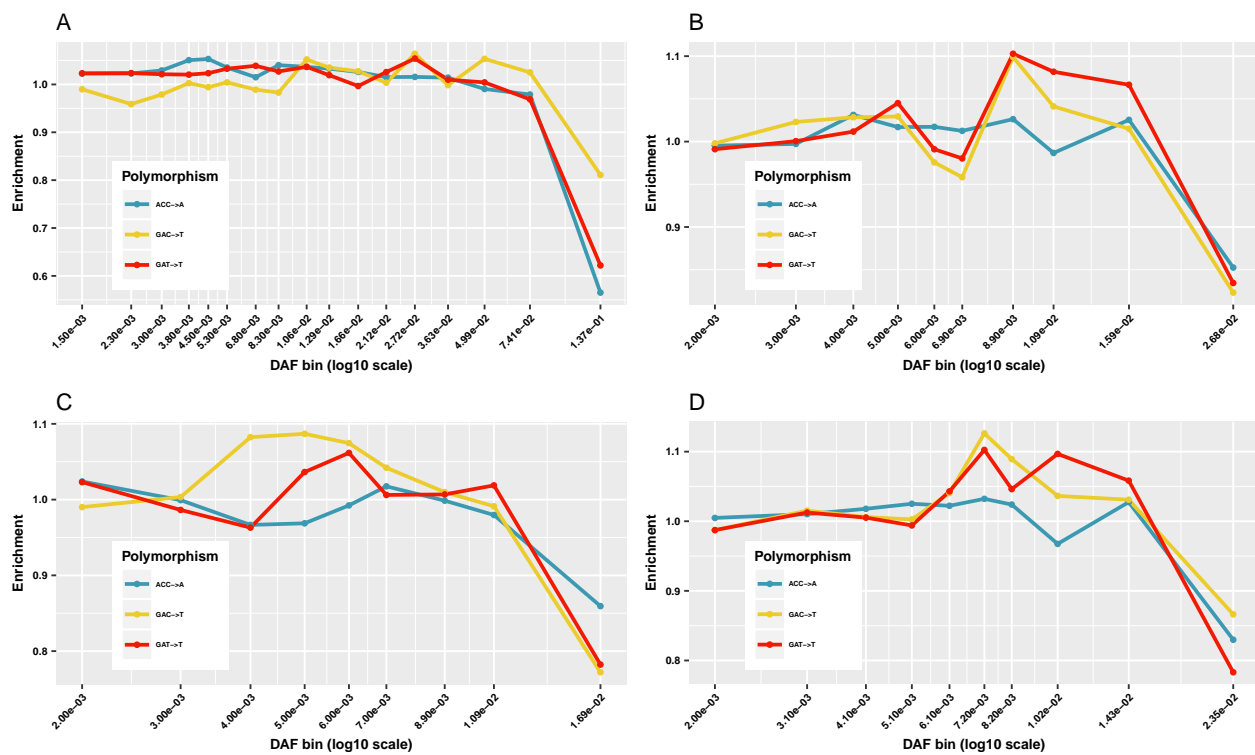 A
Enrichment
1.0
0.9
0.8
0.7
0.6
Polymorphism
ACC->A
GAC->T
GAT->T
1.50e-03
2.30e-03
3.00e-03
3.80e-03
4.50e-03
5.30e-03
6.80e-03
8.30e-03
1.06e-02
1.29e-02
1.66e-02
2.12e-02
2.72e-02
3.63e-02
4.99e-02
7.41e-02
1.37e-01
DAF bin (log10 scale)
B
Enrichment
1.1
1.0
0.9
Polymorphism
ACC->A
GAC->T
GAT->T
2.00e-03
3.00e-03
4.00e-03
5.00e-03
6.00e-03
6.90e-03
8.90e-03
1.09e-02
1.59e-02
2.68e-02
DAF bin (log10 scale)
C
Enrichment
1.1
1.0
0.9
0.8
Polymorphism
ACC->A
GAC->T
GAT->T
2.00e-03
3.00e-03
4.00e-03
5.00e-03
6.00e-03
7.00e-03
8.90e-03
1.09e-02
1.69e-02
DAF bin (log10 scale)
D
Enrichment
1.1
1.0
0.9
0.8
Polymorphism
ACC->A
GAC->T
GAT->T
2.00e-03
3.10e-03
4.10e-03
5.10e-03
6.10e-03
7.20e-03
8.20e-03
1.02e-02
1.43e-02
2.35e-02
DAF bin (log10 scale)